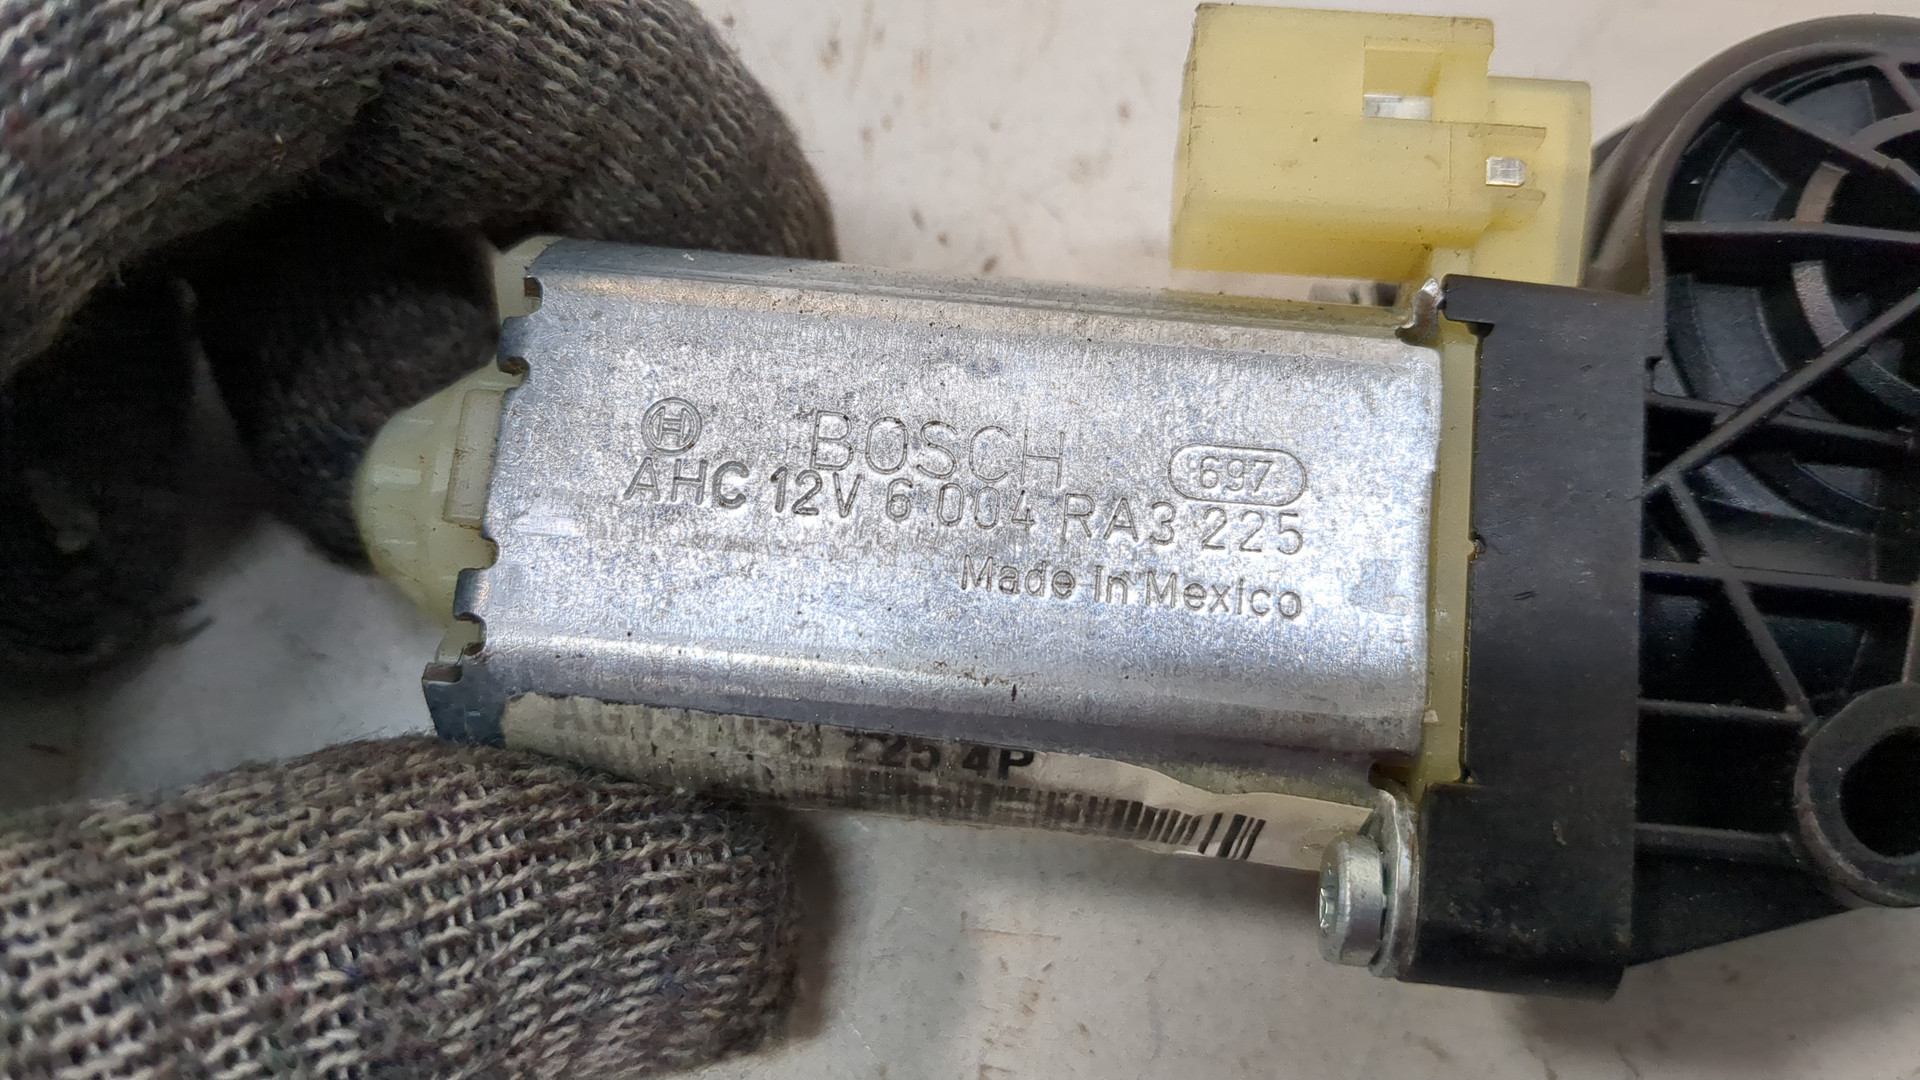 BOSCH 697
AHC 12V 6 004 RA3 225
Made In Mexico
225 4P